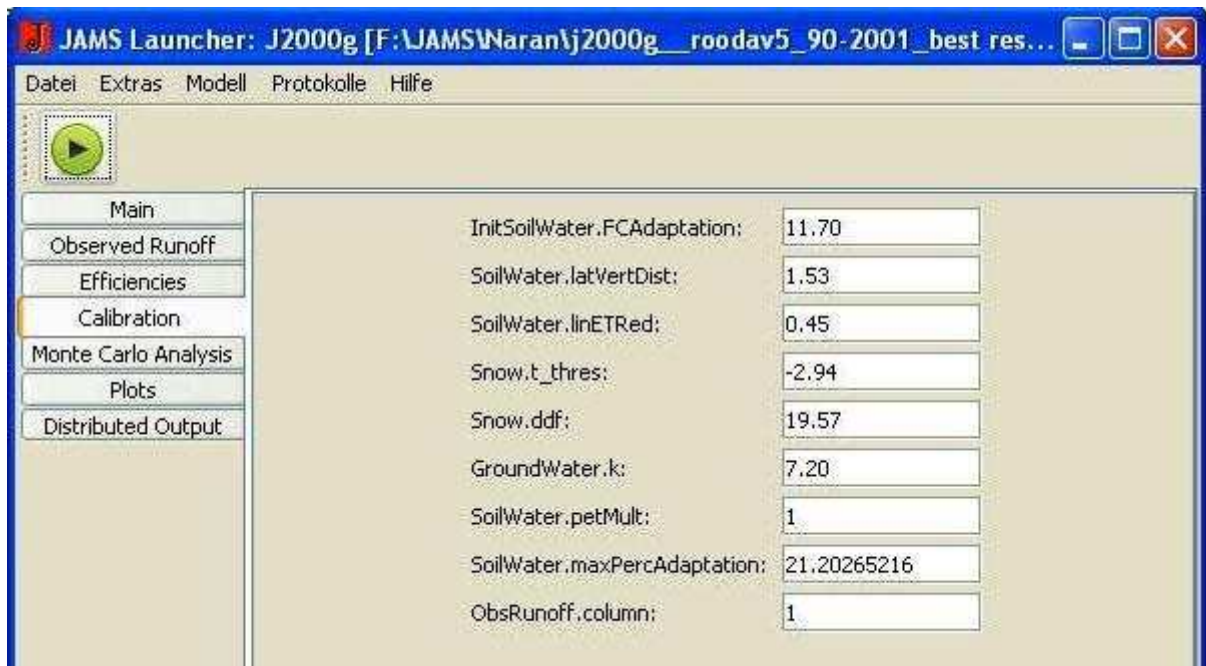 JAMS Launcher: J2000g [F:\JAMS\Naran\j2000g__roodav5_90-2001_best res...
Datei Extras Modell Protokolle Hilfe
Main
Observed Runoff
Efficiencies
Calibration
Monte Carlo Analysis
Plots
Distributed Output
InitSoilWater.FCAdaptation: 11.70
SoilWater.latVertDist: 1.53
SoilWater.linETRed: 0.45
Snow.t_thres: -2.94
Snow.ddf: 19.57
GroundWater.k: 7.20
SoilWater.petMult: 1
SoilWater.maxPercAdaptation: 21.20265216
ObsRunoff.column: 1